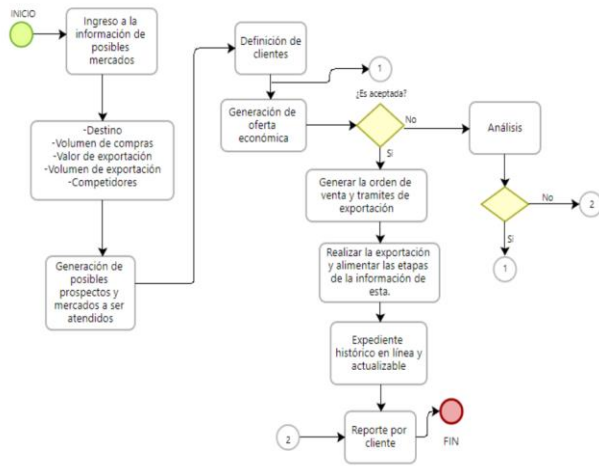 INICIO
Ingreso a la
información de
posibles
mercados
-Destino
-Volumen de compras
-Valor de exportación
-Volumen de exportación
-Competidores
Generación de
posibles
prospectos y
mercados a ser
atendidos
Definición de
clientes
1
Generación de
oferta
económica
¿Es aceptada?
No
Si
Análisis
No
2
Si
1
Generar la orden de
venta y tramites de
exportación
Realizar la exportación
y alimentar las etapas
de la información de
esta.
Expediente
histórico en línea y
actualizable
2
Reporte por
cliente
FIN